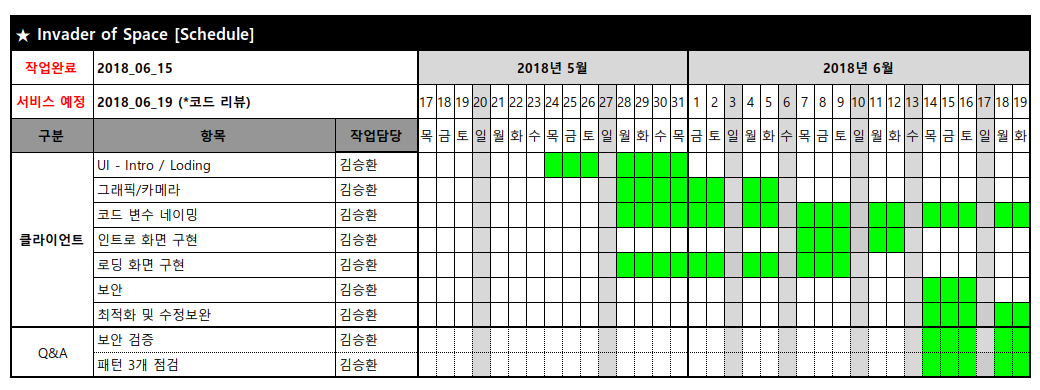 ★ Invader of Space [Schedule]
작업완료 2018_06_15 2018년 5월 2018년 6월
서비스 예정 2018_06_19 (*코드 리뷰) 17 18 19 20 21 22 23 24 25 26 27 28 29 30 31 1 2 3 4 5 6 7 8 9 10 11 12 13 14 15 16 17 18 19
구분 항목 작업담당 목 금 토 일 월 화 수 목 금 토 일 월 화 수 목 금 토 일 월 화 수 목 금 토 일 월 화 수 목 금 토 일 월 화
UI - Intro / Loding 김승환
그래픽/카메라 김승환
코드 변수 네이밍 김승환
클라이언트 인트로 화면 구현 김승환
로딩 화면 구현 김승환
보안 김승환
최적화 및 수정보완 김승환
Q&A 보안 검증 김승환
패턴 3개 점검 김승환